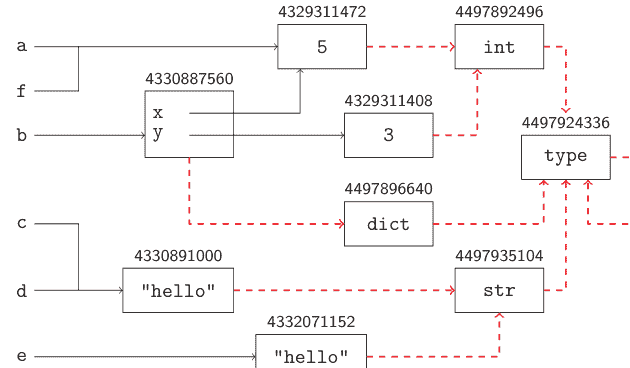 4329311472
4497892496
a
5
int
4330887560
f
x
4329311408
4497924336
b
y
3
type
4497896640
c
dict
4330891000
4497935104
d
"hello"
str
4332071152
e
"hello"